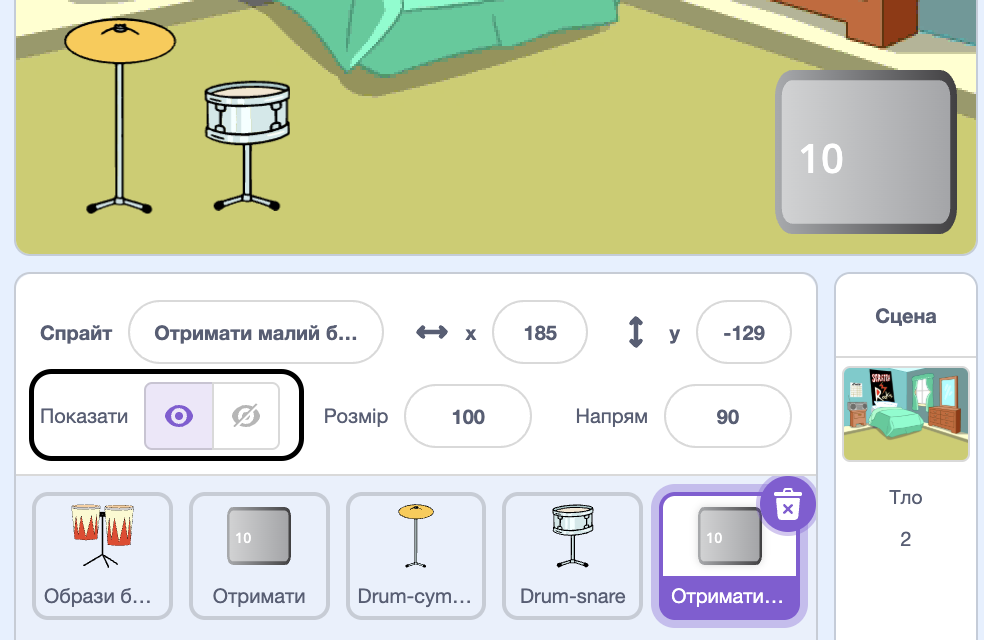 10
Спрайт
Отримати малий б...
x
185
y
-129
Сцена
Показати
Розмір
100
Напрям
90
10
10
Образи б...
Отримати
Drum-cym...
Drum-snare
Отримати...
Тло
2